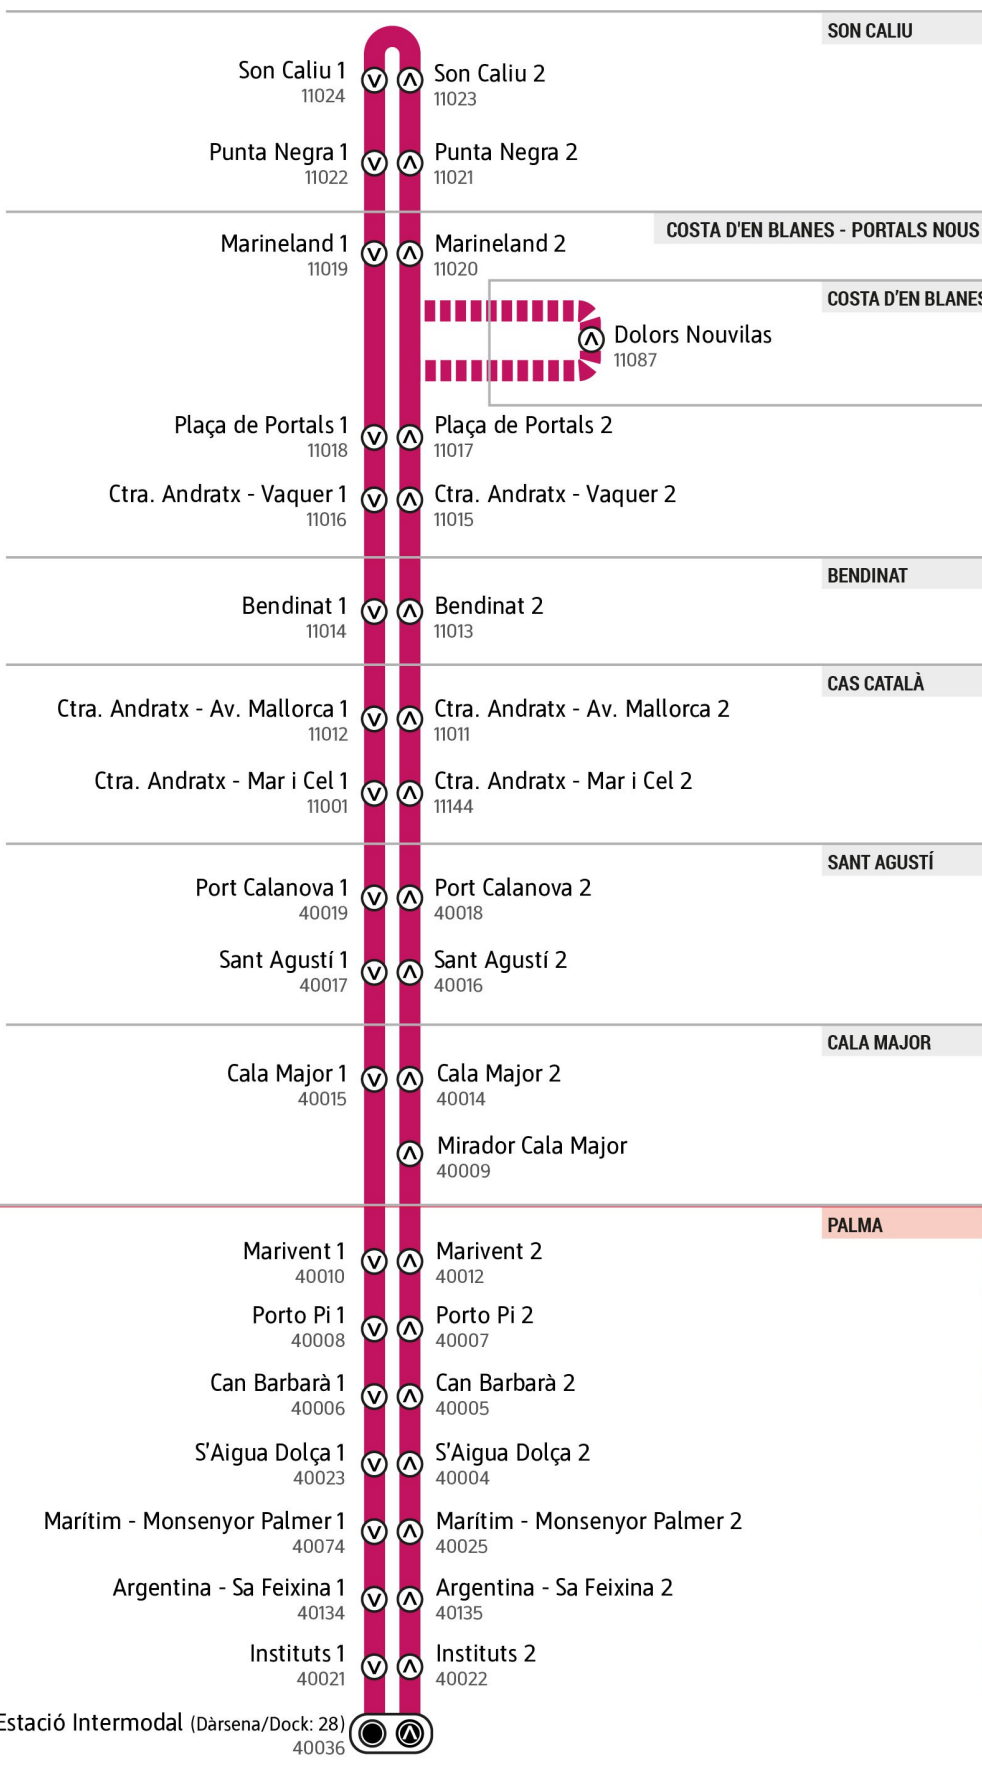 SON CALIU
Son Caliu 1
11024
Son Caliu 2
11023
Punta Negra 1
11022
Punta Negra 2
11021
COSTA D'EN BLANES - PORTALS NOUS
Marineland 1
11019
Marineland 2
11020
COSTA D'EN BLANES
Dolors Nouvilas
11087
Plaça de Portals 1
11018
Plaça de Portals 2
11017
Ctra. Andratx - Vaquer 1
11016
Ctra. Andratx - Vaquer 2
11015
BENDINAT
Bendinat 1
11014
Bendinat 2
11013
CAS CATALÀ
Ctra. Andratx - Av. Mallorca 1
11012
Ctra. Andratx - Av. Mallorca 2
11011
Ctra. Andratx - Mar i Cel 1
11001
Ctra. Andratx - Mar i Cel 2
11144
SANT AGUSTÍ
Port Calanova 1
40019
Port Calanova 2
40018
Sant Agustí 1
40017
Sant Agustí 2
40016
CALA MAJOR
Cala Major 1
40015
Cala Major 2
40014
Mirador Cala Major
40009
PALMA
Marivent 1
40010
Marivent 2
40012
Porto Pi 1
40008
Porto Pi 2
40007
Can Barbarà 1
40006
Can Barbarà 2
40005
S'Aigua Dolça 1
40023
S'Aigua Dolça 2
40004
Marítim - Monsenyor Palmer 1
40074
Marítim - Monsenyor Palmer 2
40025
Argentina - Sa Feixina 1
40134
Argentina - Sa Feixina 2
40135
Instituts 1
40021
Instituts 2
40022
Estació Intermodal (Dàrsena/Dock: 28)
40036